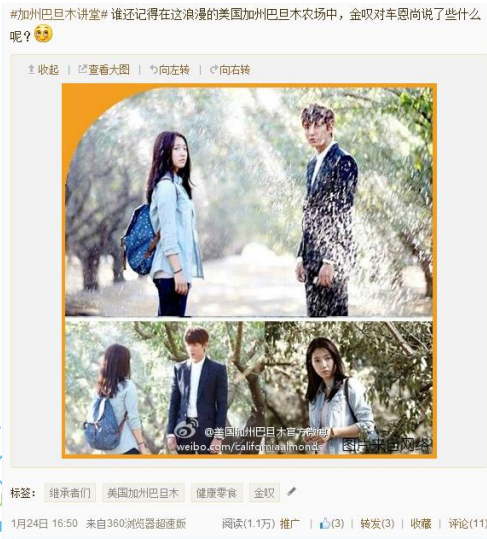 #加州巴旦木讲堂# 谁还记得在这浪漫的美国加州巴旦木农场中，金叹对车恩尚说了些什么
呢？
收起 | 查看大图 | 向左转 | 向右转
@美国加州巴旦木官方微博
weibo.com/californiaalmonds
图片来自网络
标签： 继承者们 美国加州巴旦木 健康零食 金叹
1月24日 16:50 来自360浏览器超速版 阅读(1.1万) 推广 | (3) | 转发(3) | 收藏 | 评论(11)